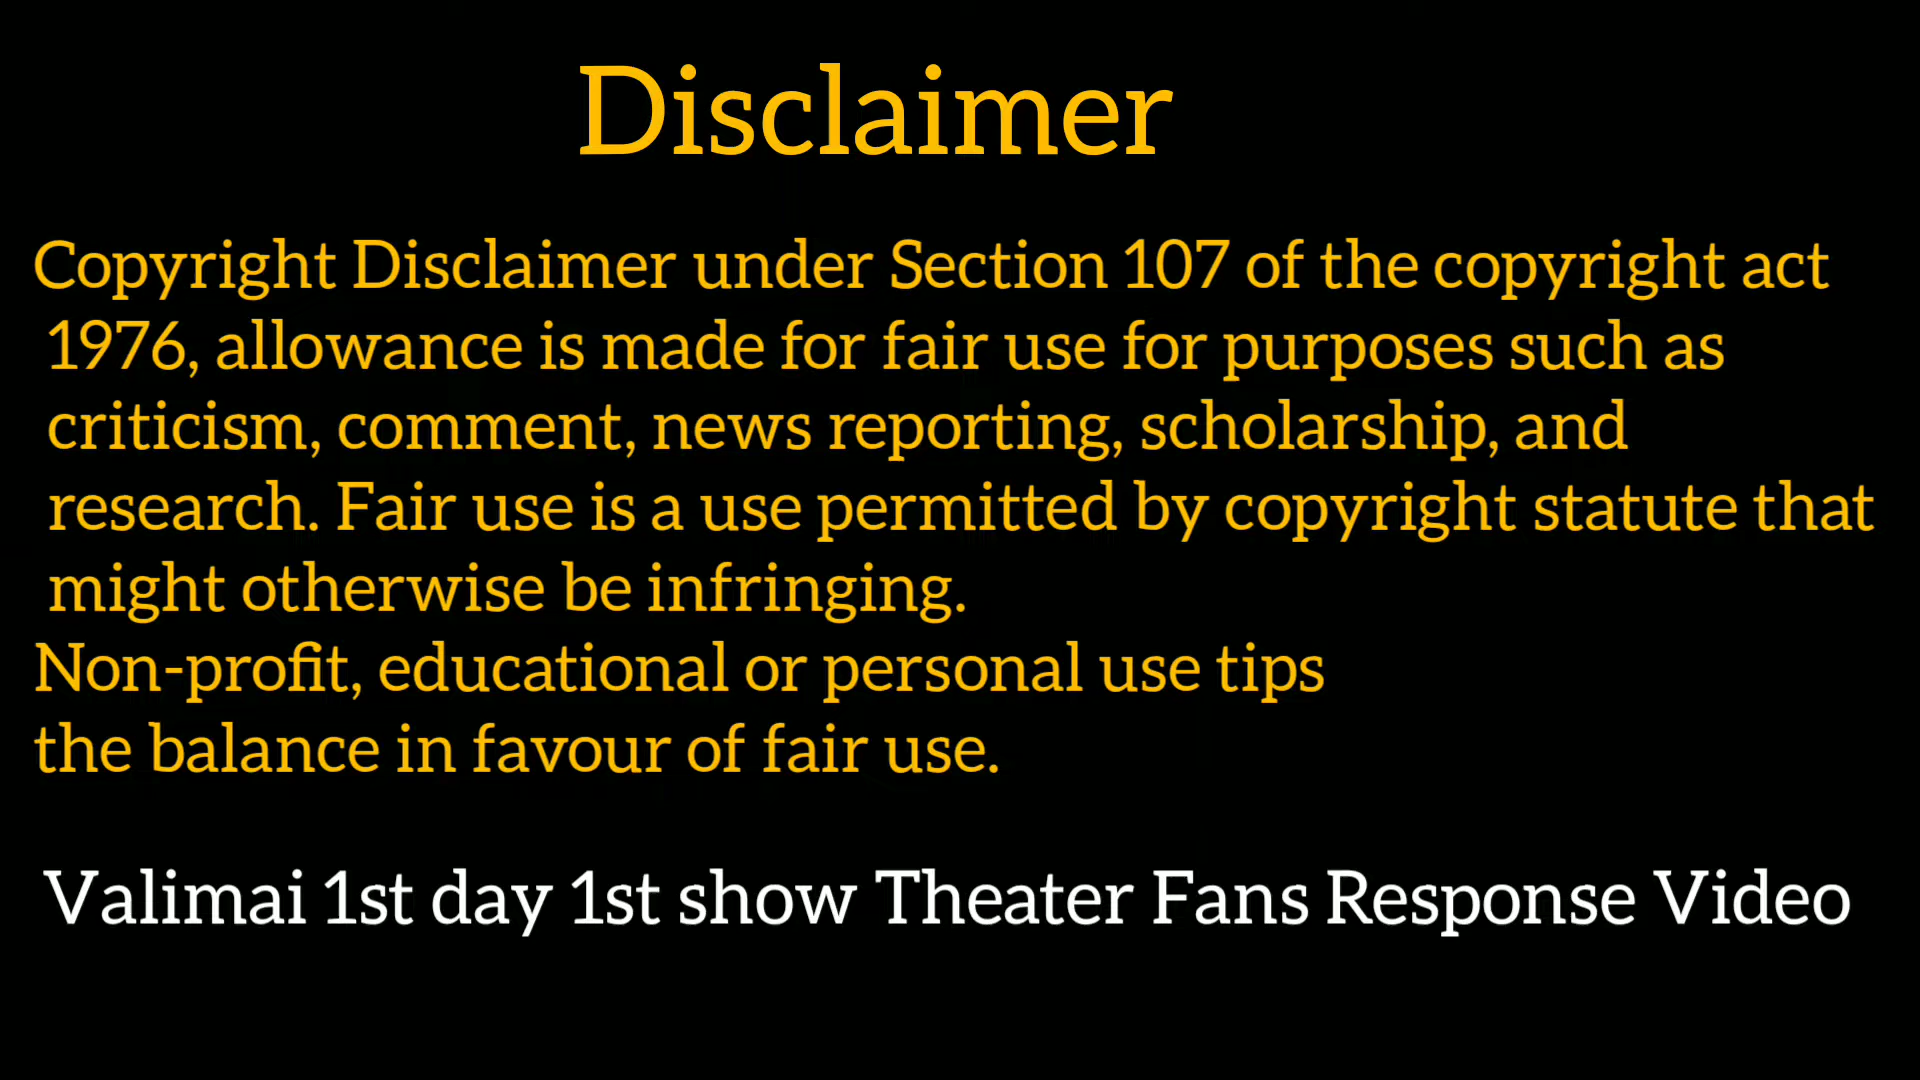 Disclaimer
Copyright Disclaimer under Section 107 of the copyright act
1976, allowance is made for fair use for purposes such as
criticism, comment, news reporting, scholarship, and
research. Fair use is a use permitted by copyright statute that
might otherwise be infringing.
Non-profit, educational or personal use tips
the balance in favour of fair use.
Valimai 1st day 1st show Theater Fans Response Video